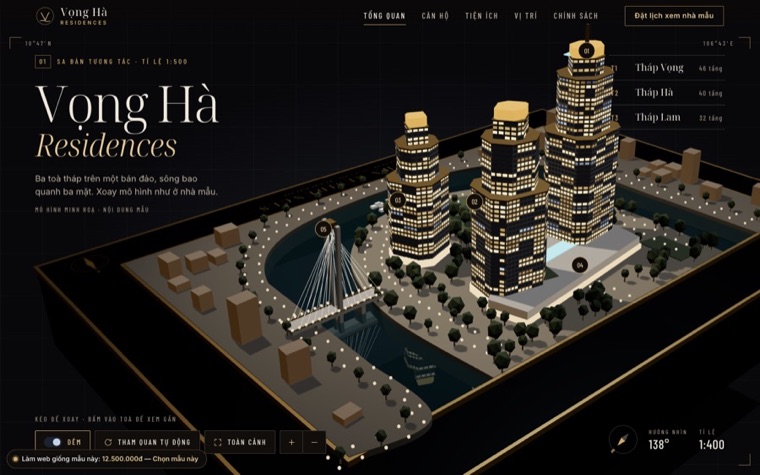 Vọng Hà
RESIDENCES
TỔNG QUAN
CĂN HỘ
TIỆN ÍCH
VỊ TRÍ
CHÍNH SÁCH
Đặt lịch xem nhà mẫu
10°47'N
106°43'E
01 SA BÀN TƯƠNG TÁC · TỈ LỆ 1:500
Vọng Hà
Residences
Ba toà tháp trên một bán đảo, sông bao
quanh ba mặt. Xoay mô hình như ở nhà mẫu.
MÔ HÌNH MINH HOẠ · NỘI DUNG MẪU
Tháp Vọng 46 tầng
Tháp Hà 40 tầng
Tháp Lam 32 tầng
01
02
03
04
05
KÉO ĐỂ XOAY · BẤM VÀO TOÀ ĐỂ XEM GẦN
ĐÊM
THAM QUAN TỰ ĐỘNG
TOÀN CẢNH
+
−
Làm web giống mẫu này: 12.500.000đ — Chọn mẫu này
HƯỚNG NHÌN
138°
TỈ LỆ
1:400